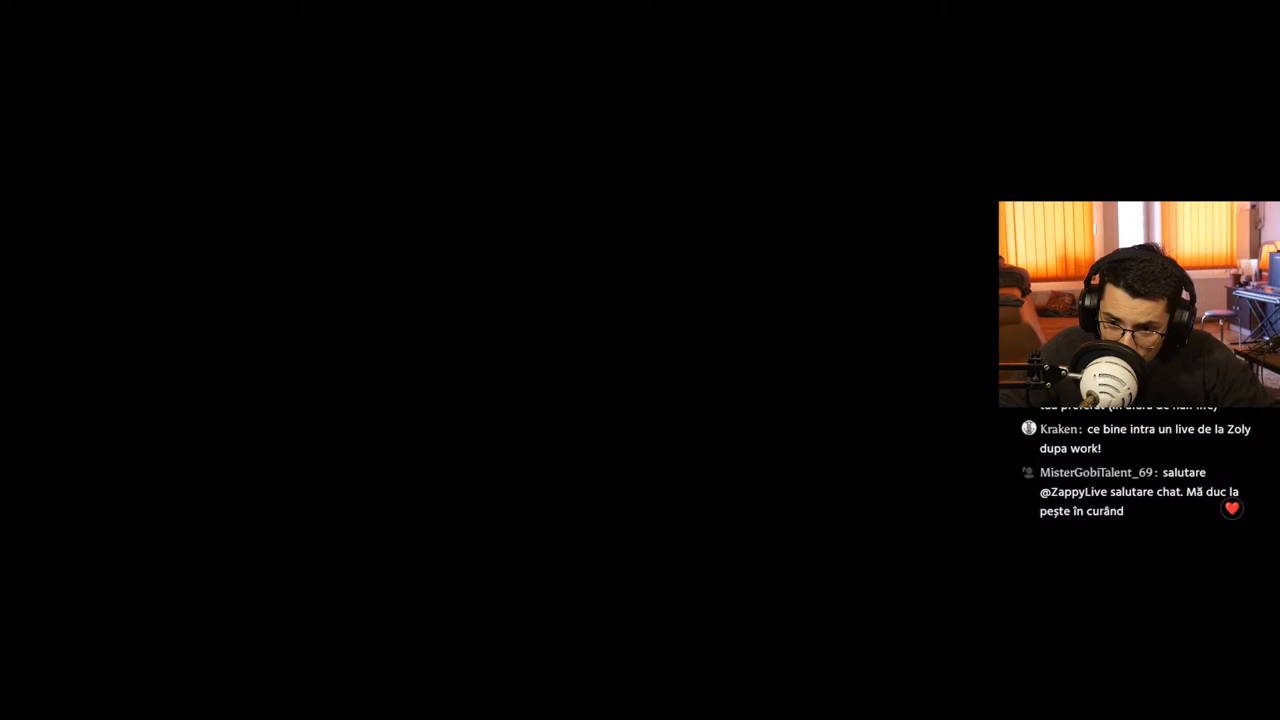 Kraken: ce bine intra un live de la Zoly
dupa work!
MisterGobiTalent_69: salutare
@ZappyLive salutare chat. Mă duc la
pește în curând